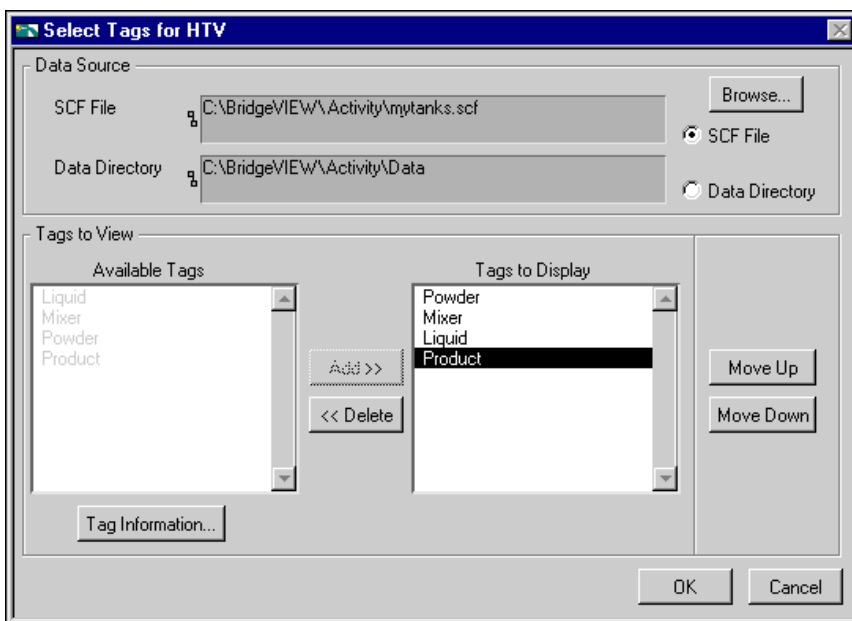 Select Tags for HTV
Data Source
SCF File
C:\BridgeVIEW\Activity\mytanks.scf
Browse...
SCF File
Data Directory
C:\BridgeVIEW\Activity\Data
Data Directory
Tags to View
Available Tags
Liquid
Mixer
Powder
Product
Add >>
<< Delete
Tags to Display
Powder
Mixer
Liquid
Product
Move Up
Move Down
Tag Information...
OK
Cancel